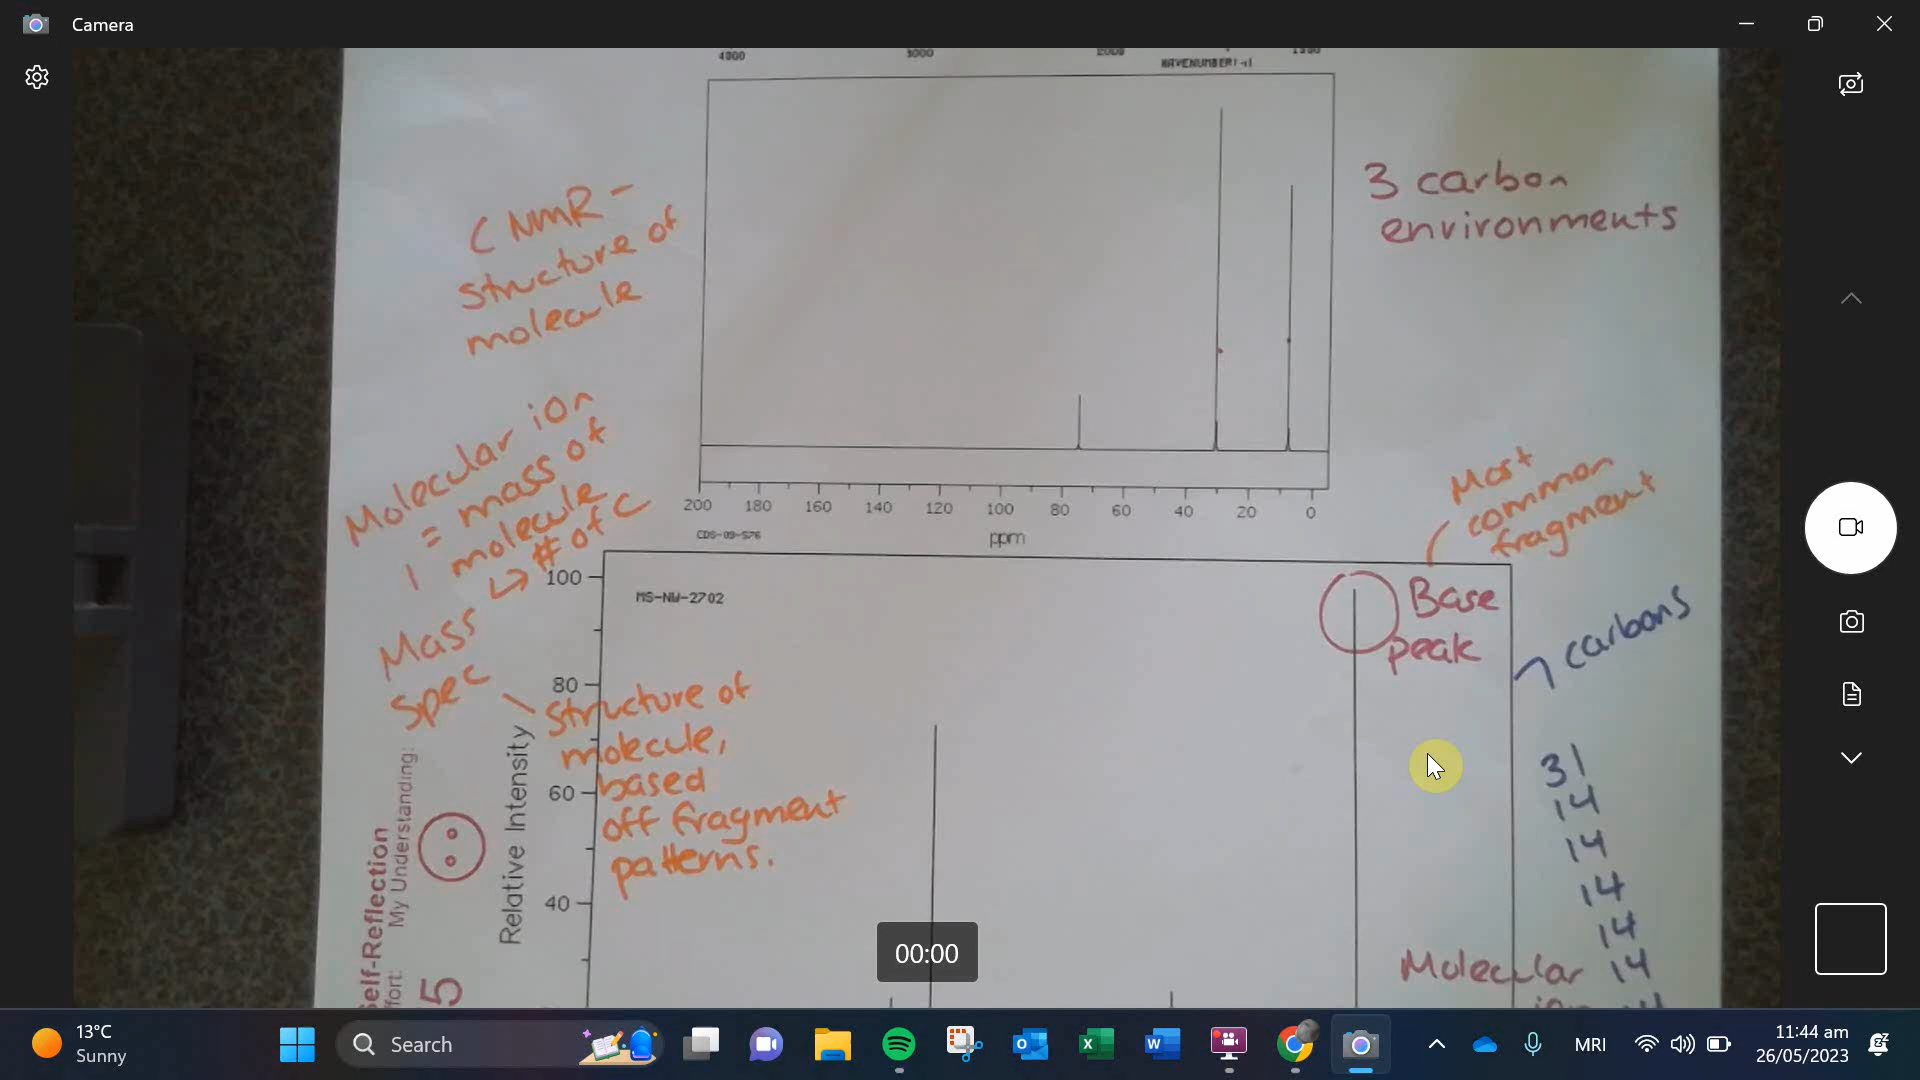 Camera
4000 3000 2000 1500
WAVENUMBER(-1)
C NMR -
structure of
molecule
3 carbon
environments
200 180 160 140 120 100 80 60 40 20 0
CDS-09-576
ppm
Molecular ion
= mass of
1 molecule
↳ # of C
Mass
Spec
Most
common
fragment
100
MS-NW-2702
Base
peak
7 carbons
80
structure of
molecule,
based
off fragment
patterns.
60
40
Relative Intensity
Self-Reflection
My Understanding:
5
31
14
14
14
14
14
Molecular
ion
00:00
13°C
Sunny
Search
MRI
11:44 am
26/05/2023